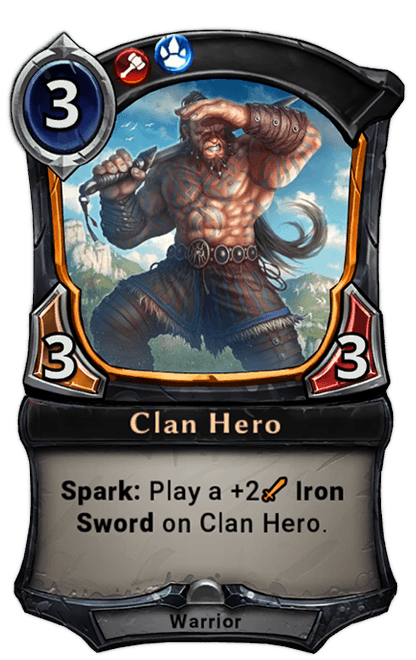 3
3
3
Clan Hero
Spark: Play a +2 Iron
Sword on Clan Hero.
Warrior